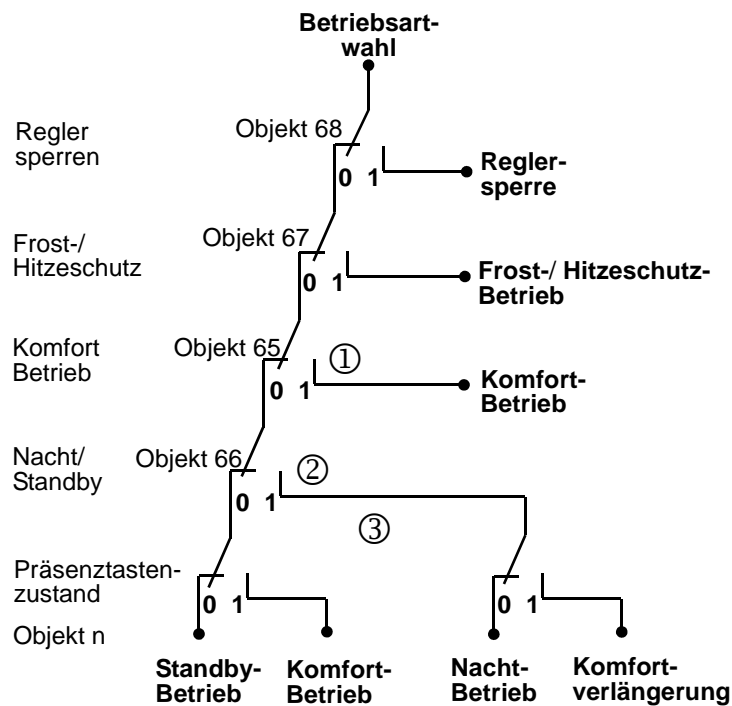 Betriebsart-
wahl
Regler
sperren
Objekt 68
0 1
Regler-
sperre
Frost-/
Hitzeschutz
Objekt 67
0 1
Frost-/ Hitzeschutz-
Betrieb
Komfort
Betrieb
Objekt 65
0 1
①
Komfort-
Betrieb
Nacht/
Standby
Objekt 66
0 1
②
③
Präsenztasten-
zustand
0 1
0 1
Objekt n
Standby-
Betrieb
Komfort-
Betrieb
Nacht-
Betrieb
Komfort-
verlängerung